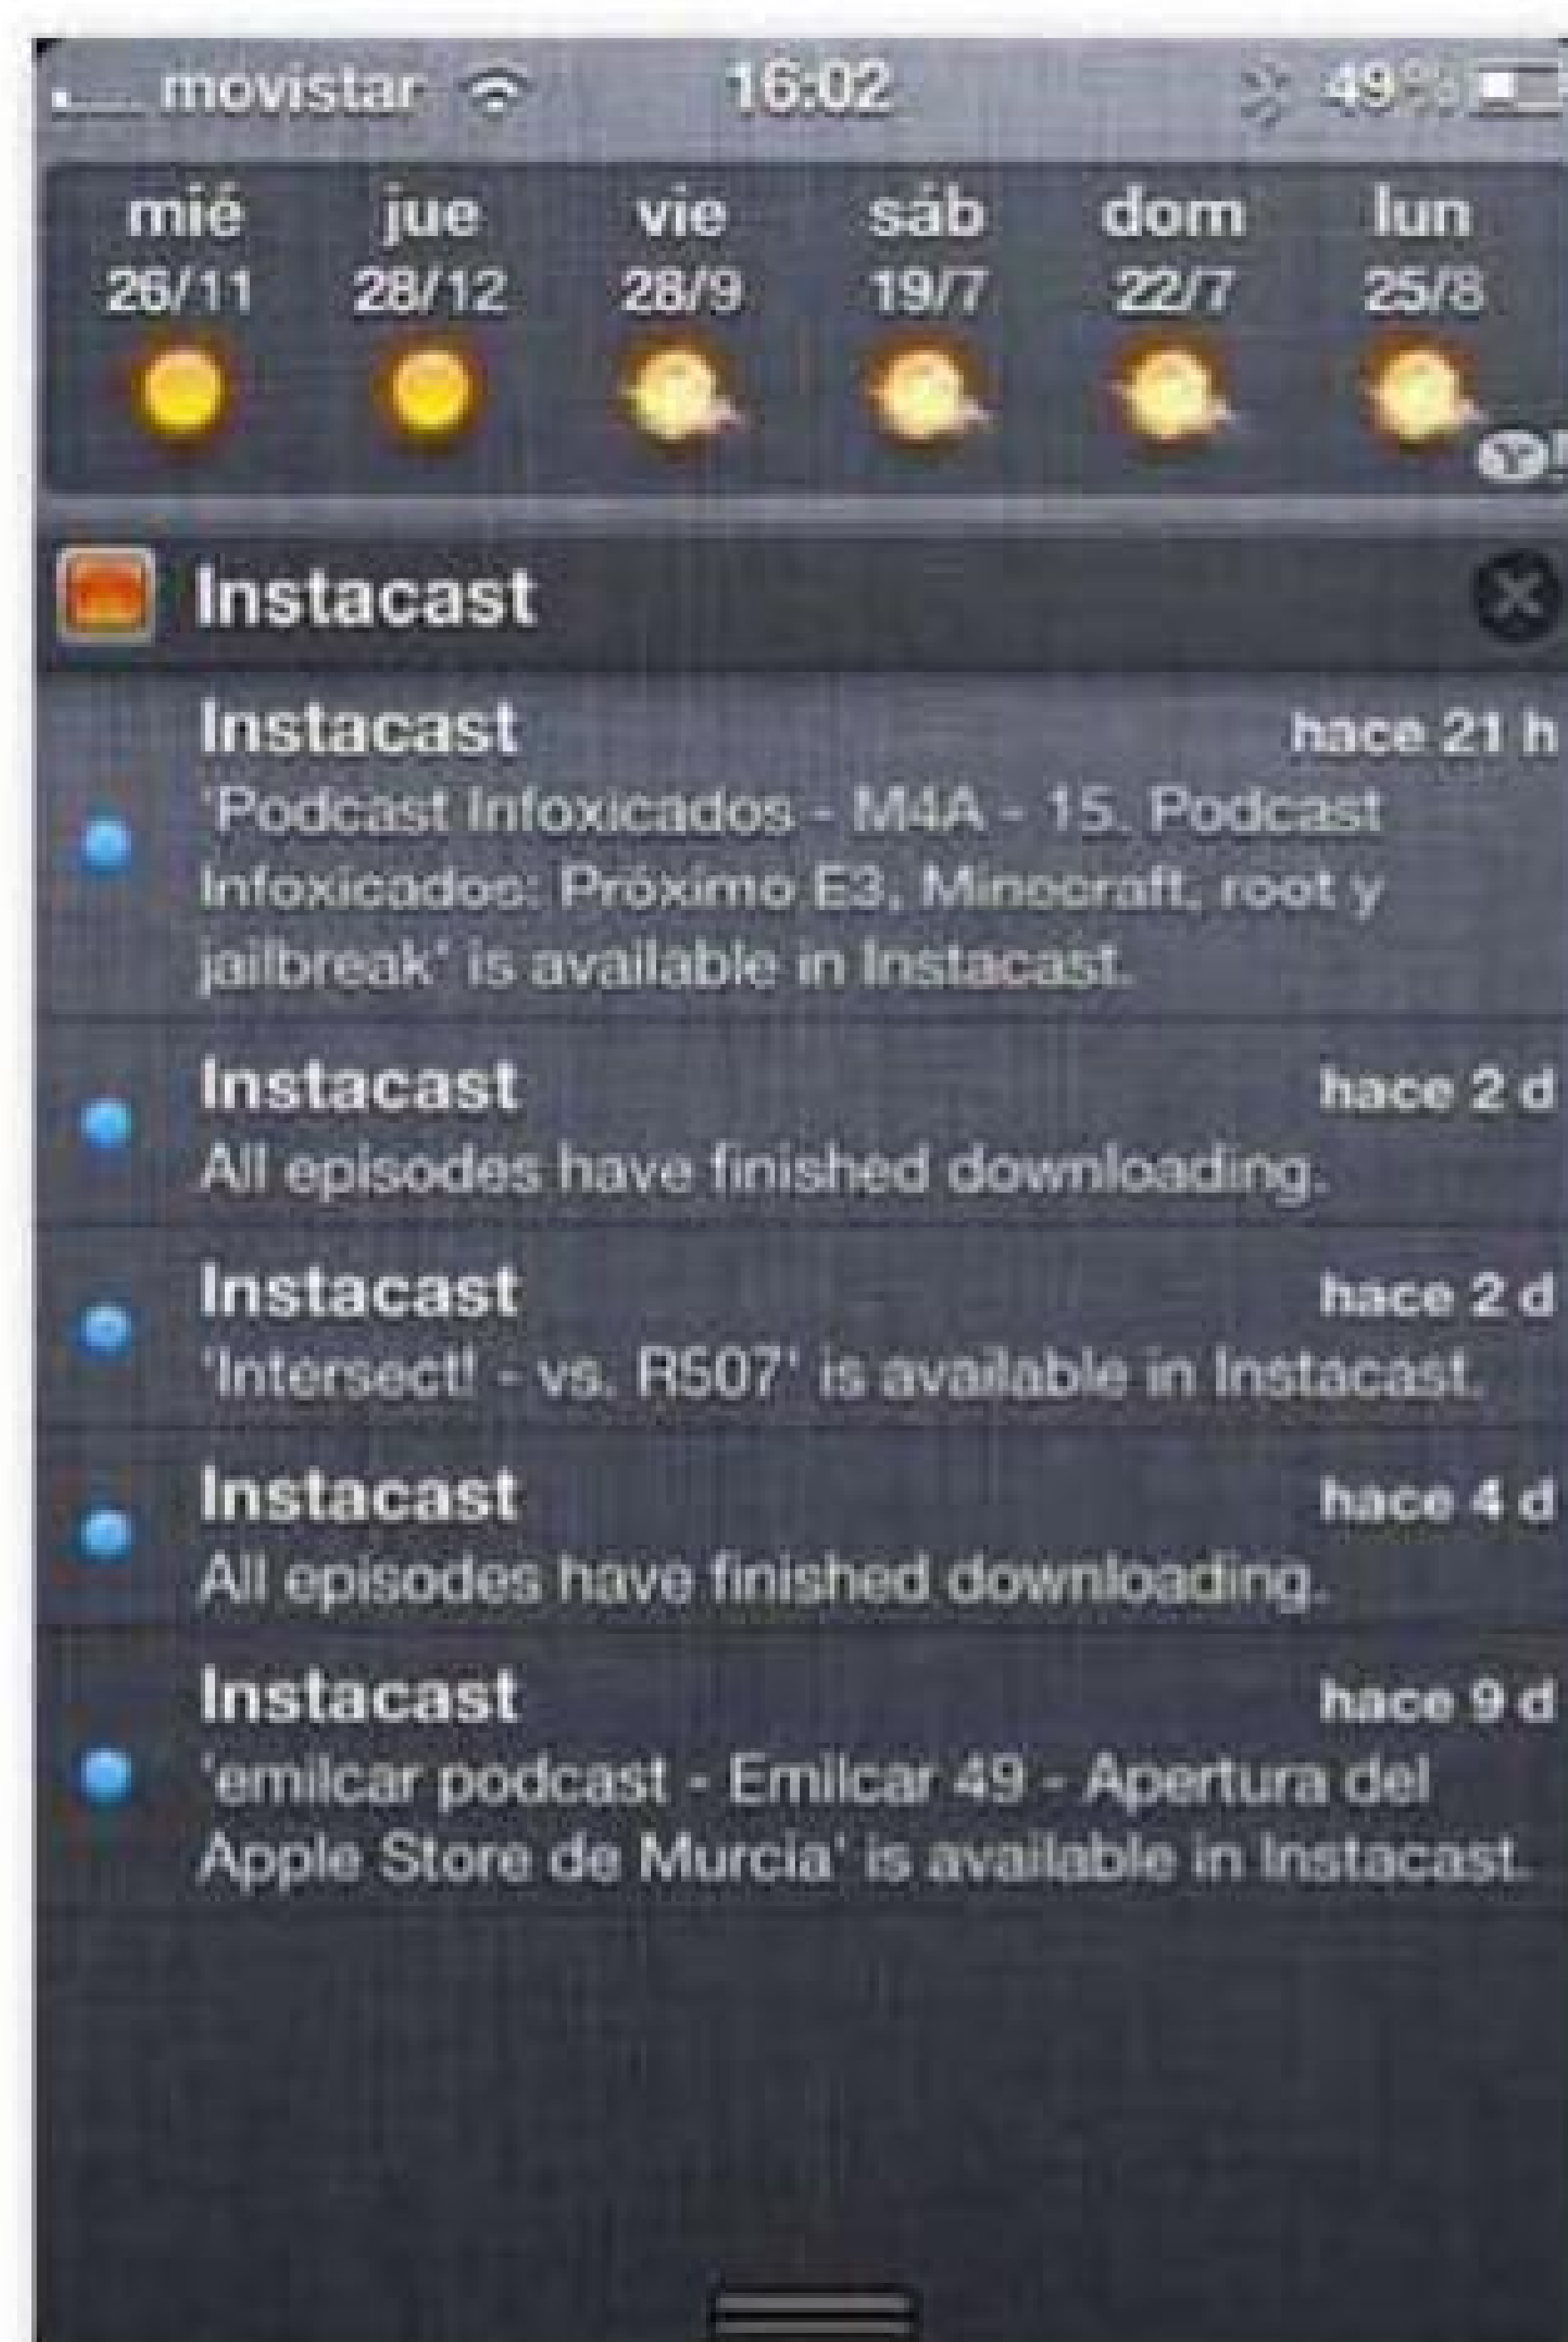 movistar 16:02 49%
mié jue vie sáb dom lun
26/11 28/12 28/9 19/7 22/7 25/8
Y!
Instacast
Instacast hace 21 h
'Podcast Infoxicados - M4A - 15. Podcast
Infoxicados: Próximo E3, Minecraft, root y
jailbreak' is available in Instacast.
Instacast hace 2 d
All episodes have finished downloading.
Instacast hace 2 d
'Intersect! - vs. R507' is available in Instacast.
Instacast hace 4 d
All episodes have finished downloading.
Instacast hace 9 d
'emilcar podcast - Emilcar 49 - Apertura del
Apple Store de Murcia' is available in Instacast.